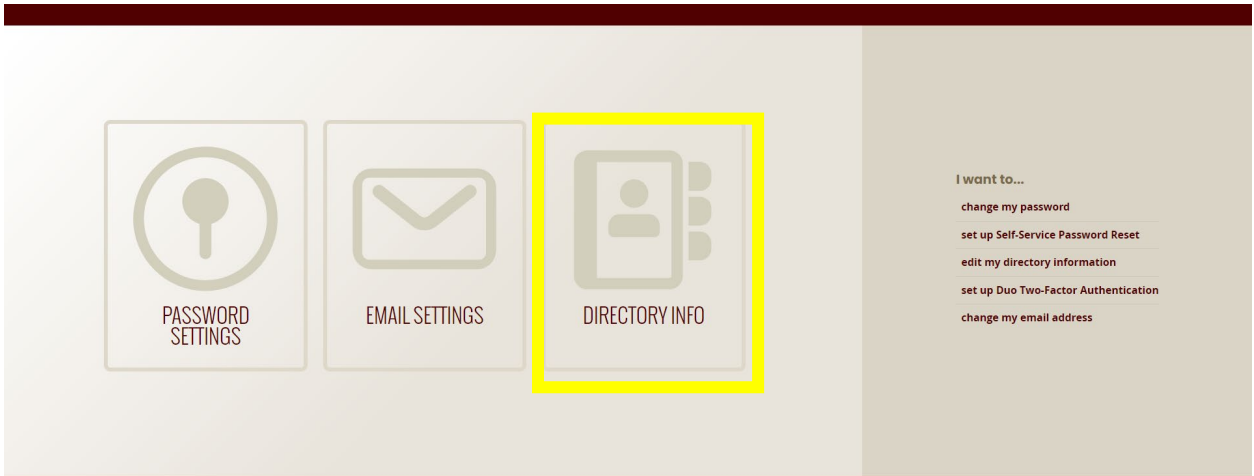 PASSWORD
SETTINGS
EMAIL SETTINGS
DIRECTORY INFO
I want to...
change my password
set up Self-Service Password Reset
edit my directory information
set up Duo Two-Factor Authentication
change my email address